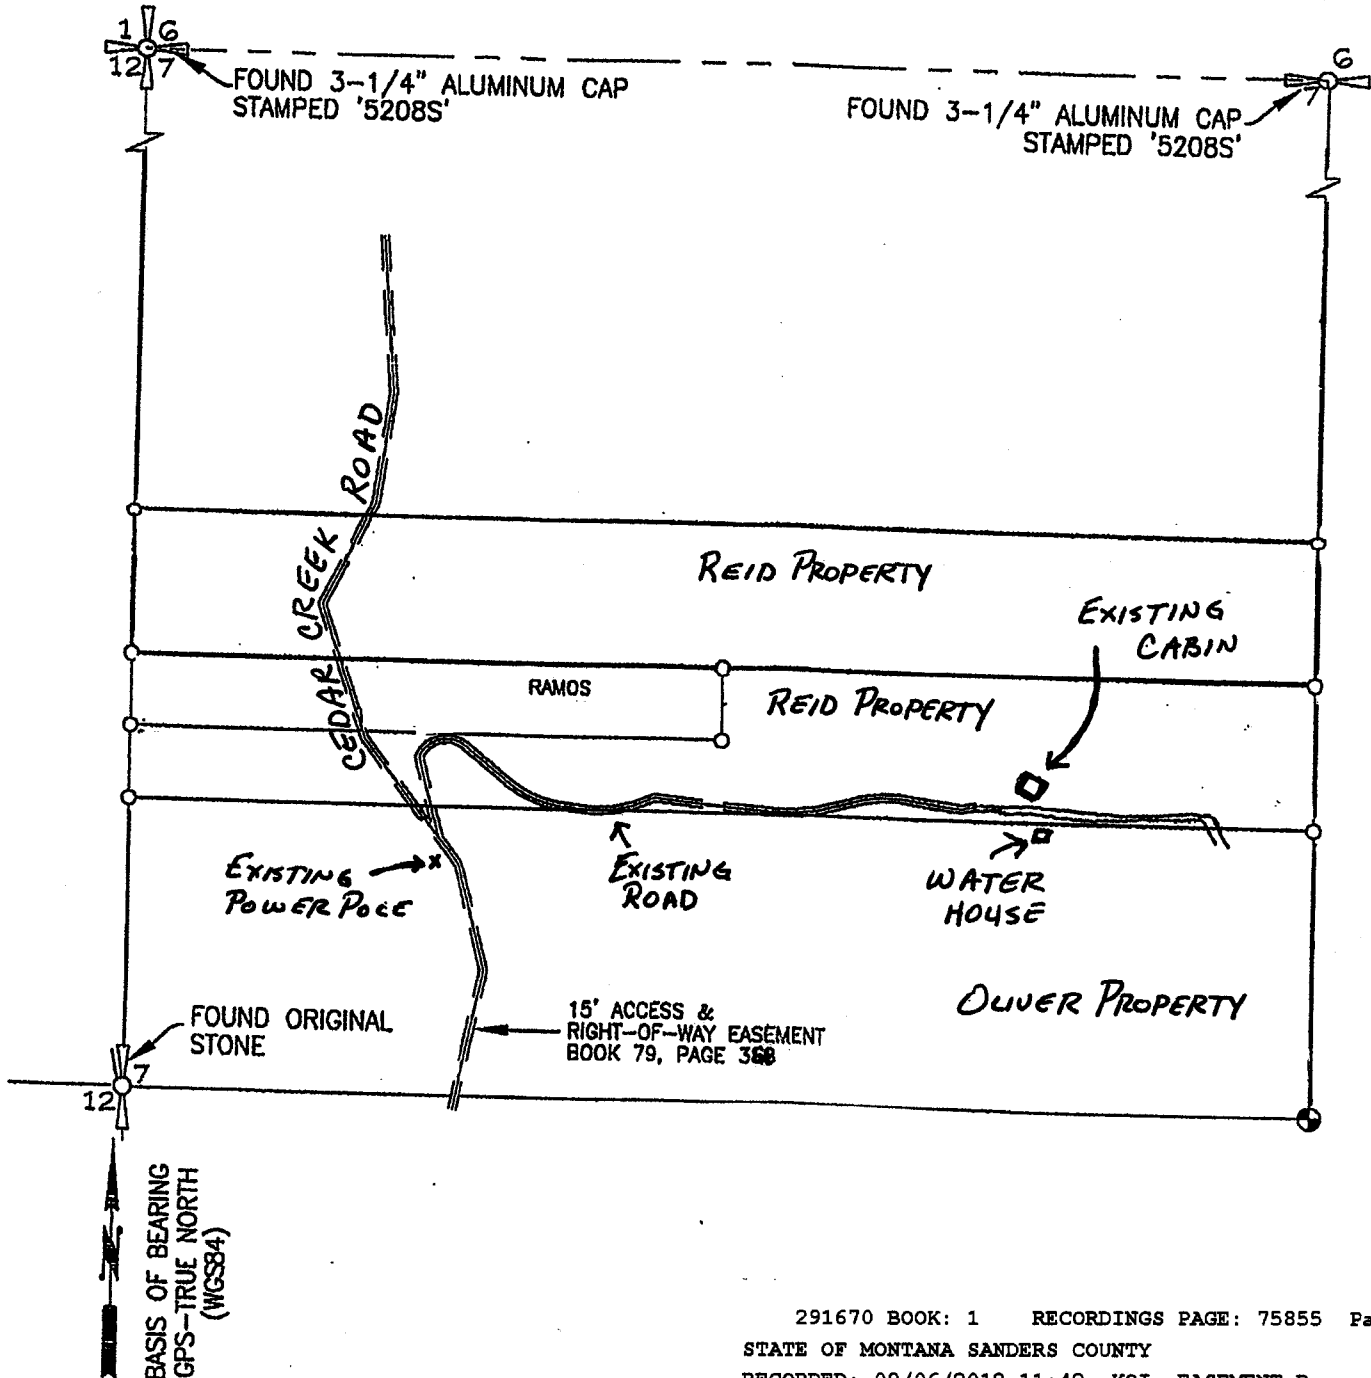 1 6
12 7
FOUND 3-1/4" ALUMINUM CAP
STAMPED '5208S'
6
7
FOUND 3-1/4" ALUMINUM CAP
STAMPED '5208S'
CEDAR CREEK ROAD
REID PROPERTY
EXISTING
CABIN
RAMOS
REID PROPERTY
EXISTING
POWER POLE
EXISTING
ROAD
WATER
HOUSE
OLIVER PROPERTY
FOUND ORIGINAL
STONE
15' ACCESS &
RIGHT-OF-WAY EASEMENT
BOOK 79, PAGE
7
12
N
BASIS OF BEARING
GPS-TRUE NORTH
(WGS84)
291670 BOOK: 1 RECORDINGS PAGE: 75855 Pa
STATE OF MONTANA SANDERS COUNTY